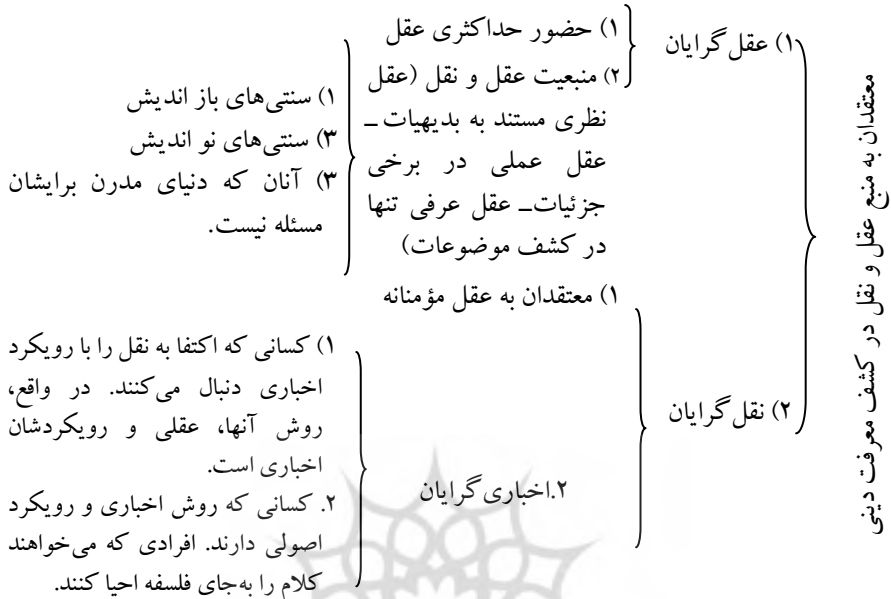 معتقدان به منبع عقل و نقل در کشف معرفت دینی
۱) عقل‌گرایان
۱) حضور حداکثری عقل
۲) منبعیت عقل و نقل (عقل
نظری مستند به بدیهیات ــ
عقل عملی در برخی
جزئیات‌ــ عقل عرفی تنها
در کشف موضوعات)
۱) سنتی‌های باز اندیش
۳) سنتی‌های نو اندیش
۳) آنان که دنیای مدرن برایشان
مسئله نیست.
۲) نقل‌گرایان
۱) معتقدان به عقل مؤمنانه
۲.اخباری‌گرایان
۱) کسانی که اکتفا به نقل را با رویکرد
اخباری دنبال می‌کنند. در واقع،
روش آنها، عقلی و رویکردشان
اخباری است.
۲. کسانی که روش اخباری و رویکرد
اصولی دارند. افرادی که می‌خواهند
کلام را به‌جای فلسفه احیا کنند.